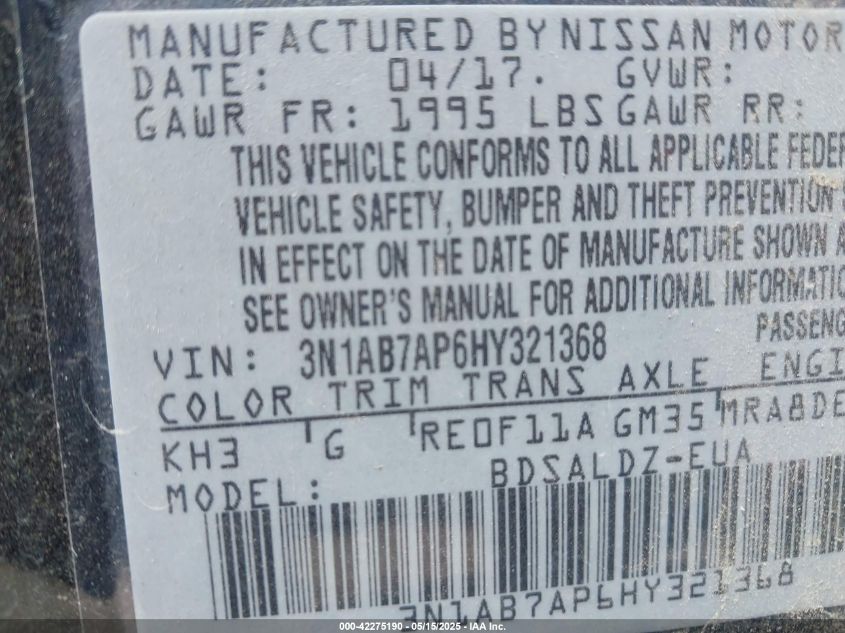 MANUFACTURED BY NISSAN MOTOR
DATE: 04/17. GVWR:
GAWR FR: 1995 LBS GAWR RR:
THIS VEHICLE CONFORMS TO ALL APPLICABLE FEDER
VEHICLE SAFETY, BUMPER AND THEFT PREVENTION S
IN EFFECT ON THE DATE OF MANUFACTURE SHOWN A
SEE OWNER'S MANUAL FOR ADDITIONAL INFORMATIO
PASSENG
VIN: 3N1AB7AP6HY321368
COLOR TRIM TRANS AXLE ENGI
KH3 G RE0F11A GM35 MRA8DE
MODEL: BDSALDZ-EUA
3N1AB7AP6HY321368
000-42275190 - 05/15/2025 - IAA Inc.